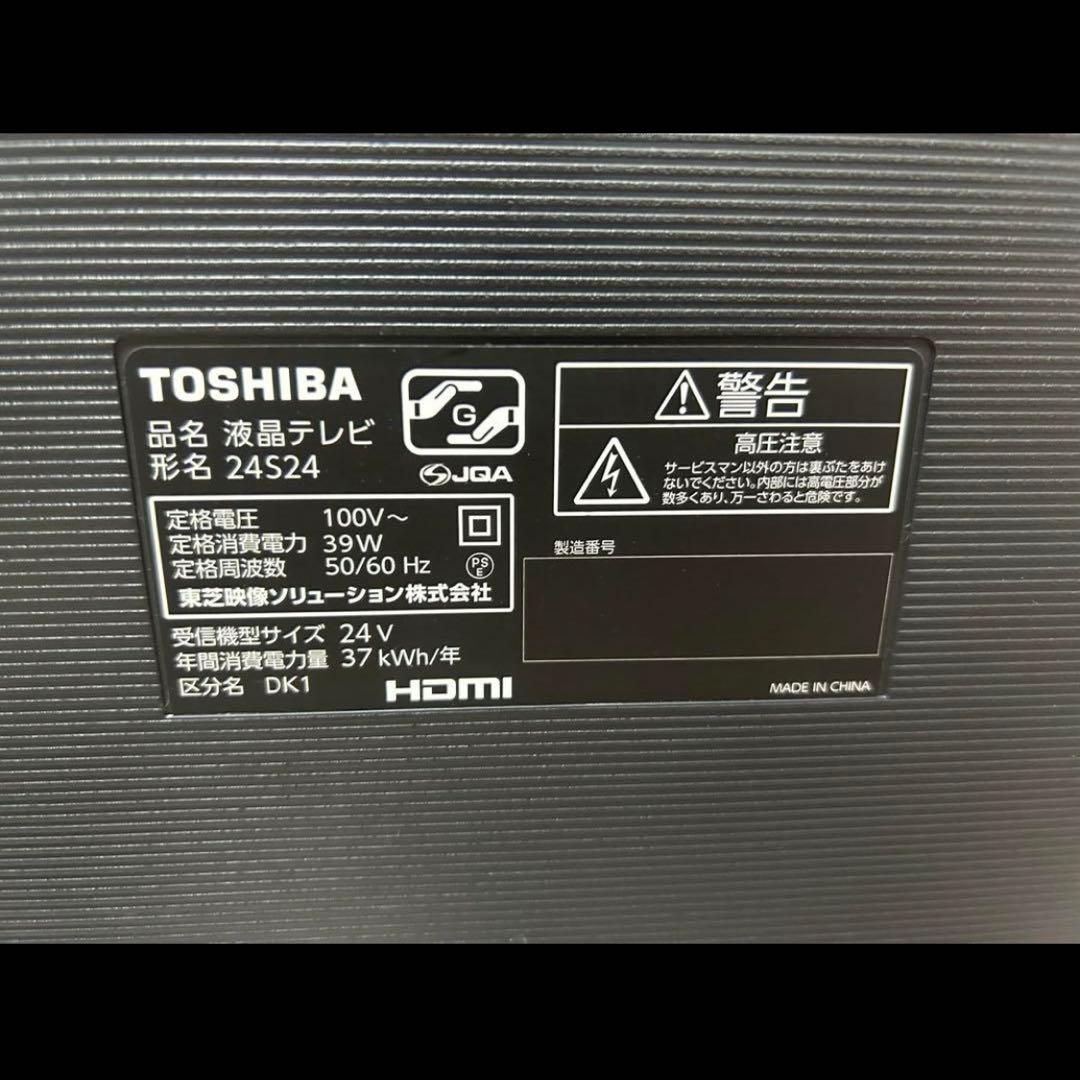 TOSHIBA
品名 液晶テレビ
形名 24S24
G
JQA
定格電圧 100V～
定格消費電力 39W
定格周波数 50/60 Hz
PS
E
東芝映像ソリューション株式会社
受信機型サイズ 24V
年間消費電力量 37 kWh/年
区分名 DK1
HDMI
警告
高圧注意
サービスマン以外の方は裏ぶたをあけ
ないでください。内部には高電圧部分が
数多くあり、万一さわると危険です。
製造番号
MADE IN CHINA